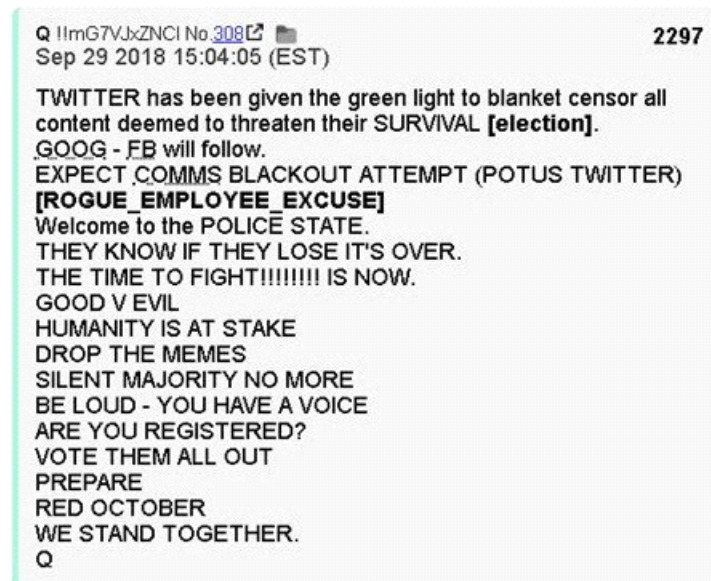 Q !!mG7VJxZNCI No.308 2297
Sep 29 2018 15:04:05 (EST)
TWITTER has been given the green light to blanket censor all
content deemed to threaten their SURVIVAL [election].
GOOG - FB will follow.
EXPECT COMMS BLACKOUT ATTEMPT (POTUS TWITTER)
[ROGUE_EMPLOYEE_EXCUSE]
Welcome to the POLICE STATE.
THEY KNOW IF THEY LOSE IT'S OVER.
THE TIME TO FIGHT!!!!!!!! IS NOW.
GOOD V EVIL
HUMANITY IS AT STAKE
DROP THE MEMES
SILENT MAJORITY NO MORE
BE LOUD - YOU HAVE A VOICE
ARE YOU REGISTERED?
VOTE THEM ALL OUT
PREPARE
RED OCTOBER
WE STAND TOGETHER.
Q